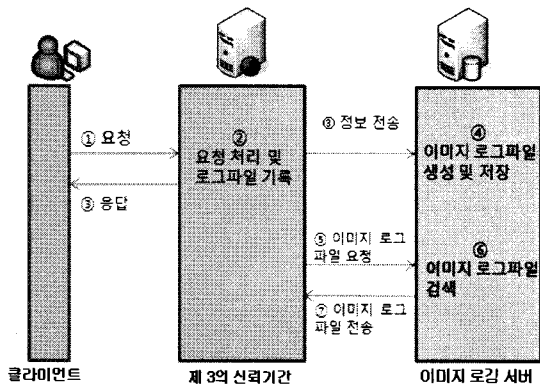 ① 요청
②
요청 처리 및
로그파일 기록
③ 정보 전송
④
이미지 로그파일
생성 및 저장
③ 응답
⑤ 이미지 로그
파일 요청
⑥
이미지 로그파일
검색
⑦ 이미지 로그
파일 전송
클라이언트
제 3의 신뢰기관
이미지 로깅 서버